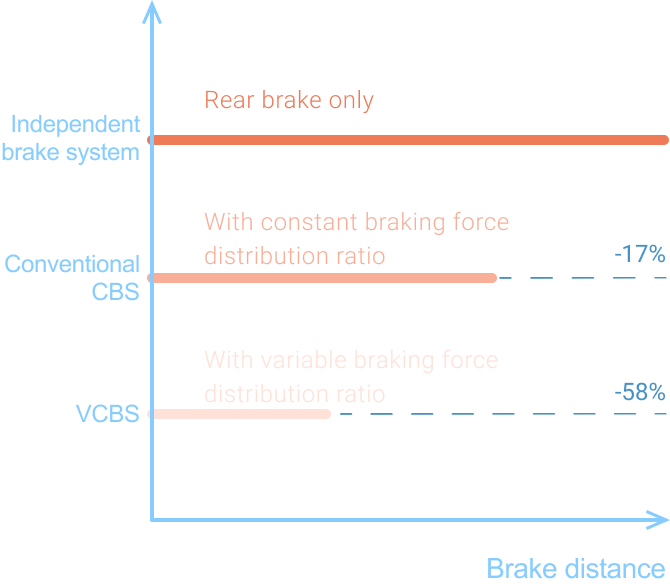 Rear brake only
Independent
brake system
With constant braking force
distribution ratio
-17%
Conventional
CBS
With variable braking force
distribution ratio
-58%
VCBS
Brake distance